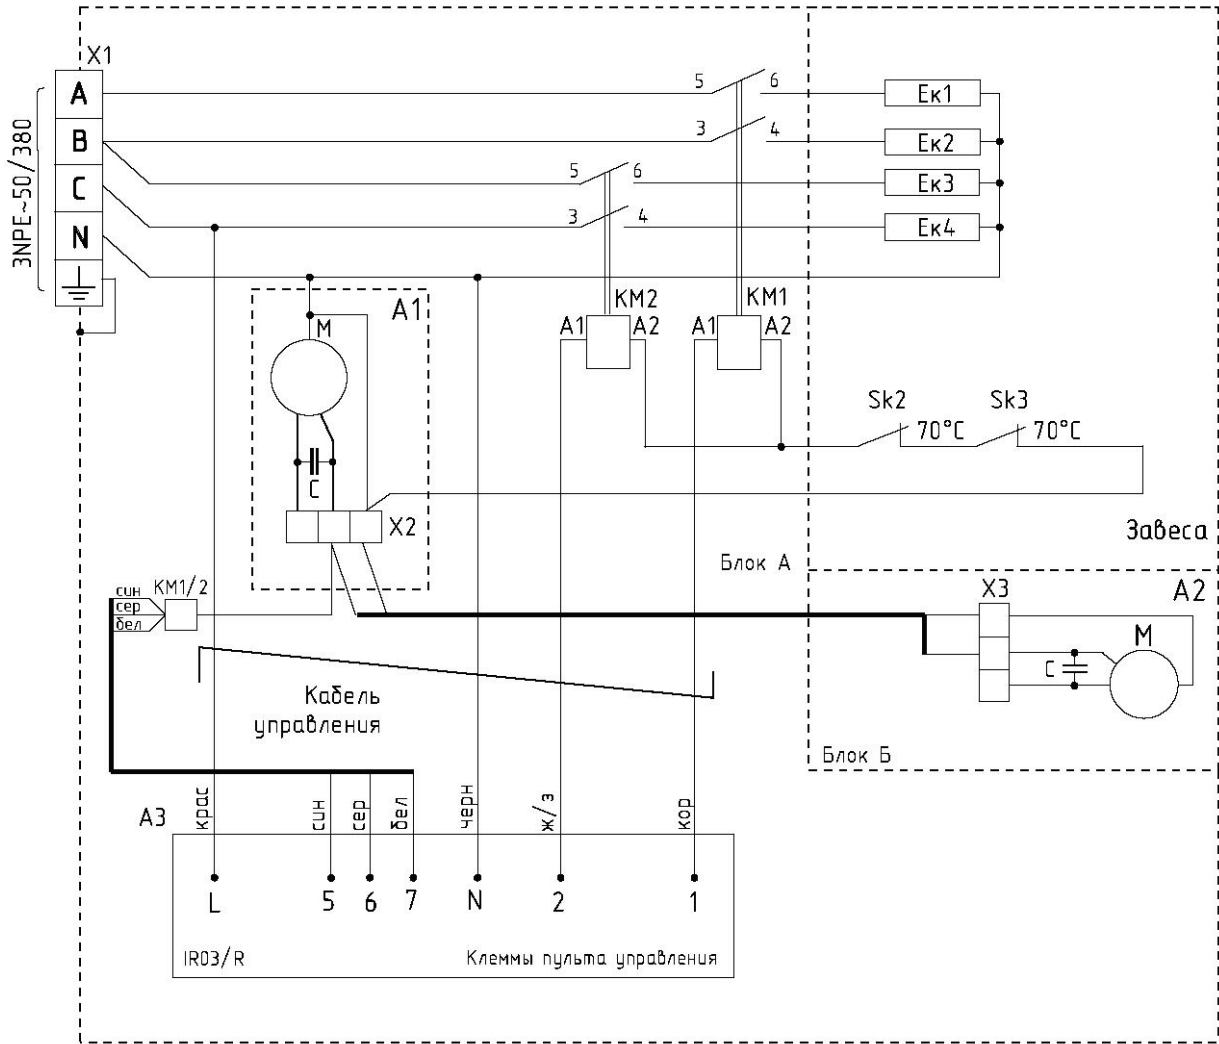 X1
A
5
6
Ек1
B
3
4
Ек2
3NPE~50/380
C
5
6
Ек3
N
3
4
Ек4
KM2
KM1
A1
M
A1
A2
A1
A2
Sk2
Sk3
70°C
70°C
C
X2
Завеса
Блок А
син
сер
бел
KM1/2
X3
A2
M
C
Кабель
управления
Блок Б
A3
крас
син
сер
бел
черн
ж/з
кор
L
5
6
7
N
2
1
IR03/R
Клеммы пульта управления